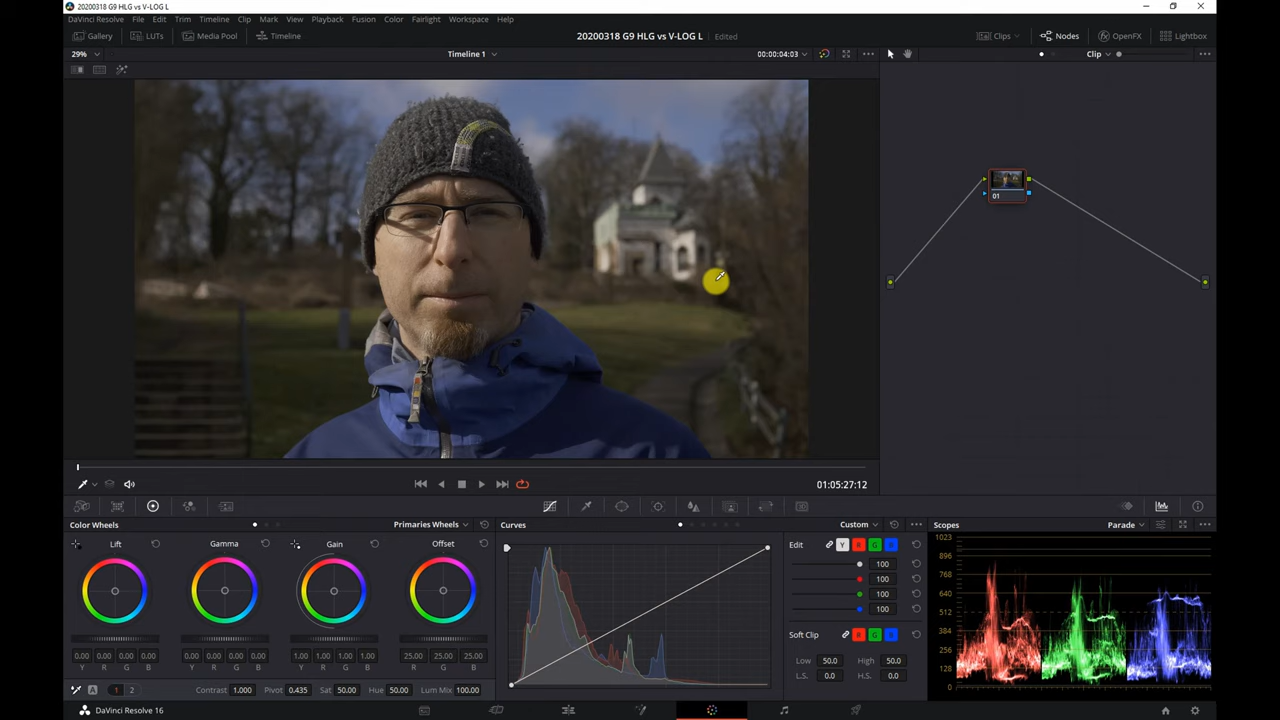 20200318 G9 HLG vs V-LOG L
DaVinci Resolve File Edit Trim Timeline Clip Mark View Playback Fusion Color Fairlight Workspace Help
Gallery LUTs Media Pool Timeline 20200318 G9 HLG vs V-LOG L Edited Clips Nodes OpenFX Lightbox
29% Timeline 1 00:00:04:03 Clip
01
01:05:27:12
Color Wheels Primaries Wheels Curves Custom Scopes Parade
Lift Gamma Gain Offset
Edit Y R G B
100
100
100
100
Soft Clip R G B
Low 50.0 High 50.0
L.S. 0.0 H.S. 0.0
0.00 0.00 0.00 0.00 0.00 0.00 0.00 0.00 1.00 1.00 1.00 1.00 25.00 25.00 25.00
Y R G B Y R G B Y R G B R G B
A 1 2 Contrast 1.000 Pivot 0.435 Sat 50.00 Hue 50.00 Lum Mix 100.00
1023
896
768
640
512
384
256
128
0
DaVinci Resolve 16